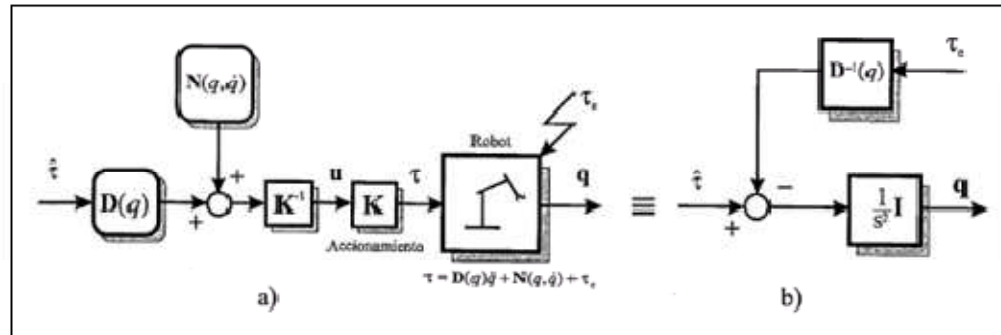 N(q,q̇)
τ̂
D(q)
+
+
K⁻¹
u
K
Accionamiento
τ
Robot
τₑ
q
τ = D(q)q̈ + N(q,q̇) + τₑ
a)
≡
τ̂
+
−
D⁻¹(q)
τₑ
1/s² I
q
b)